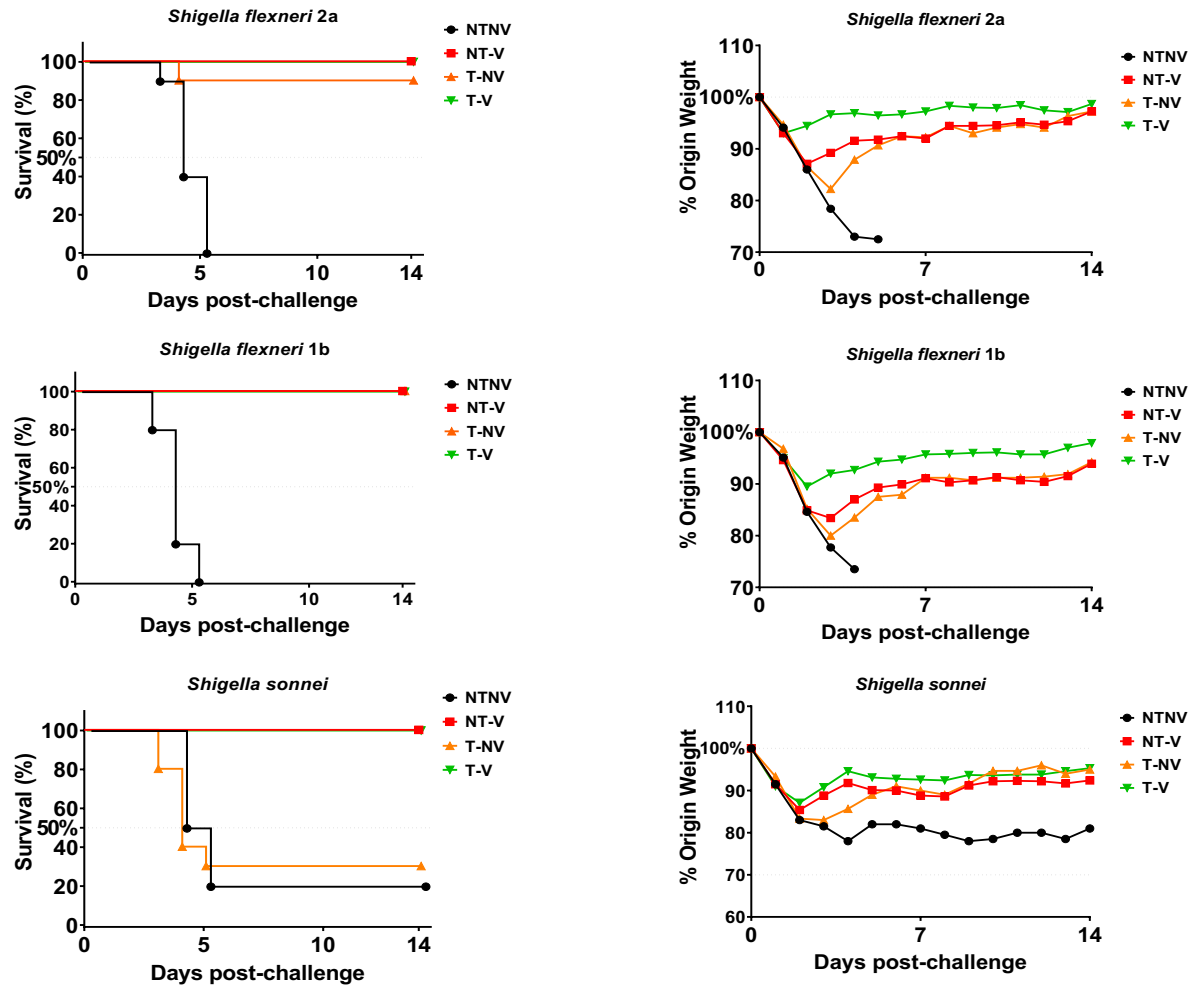 Shigella flexneri 2a
NTNV
NT-V
T-NV
T-V
Survival (%)
100
80
60
50%
40
20
0
0 5 10 14
Days post-challenge
Shigella flexneri 2a
NTNV
NT-V
T-NV
T-V
% Origin Weight
110
100%
90
80
70
0 7 14
Days post-challenge
Shigella flexneri 1b
NTNV
NT-V
T-NV
T-V
Survival (%)
100
80
60
50%
40
20
0
0 5 10 14
Days post-challenge
Shigella flexneri 1b
NTNV
NT-V
T-NV
T-V
% Origin Weight
110
100%
90
80
70
0 7 14
Days post-challenge
Shigella sonnei
NTNV
NT-V
T-NV
T-V
Survival (%)
100
80
60
50%
40
20
0
0 5 10 14
Days post-challenge
Shigella sonnei
NTNV
NT-V
T-NV
T-V
% Origin Weight
110
100%
90
80
70
60
0 7 14
Days post-challenge